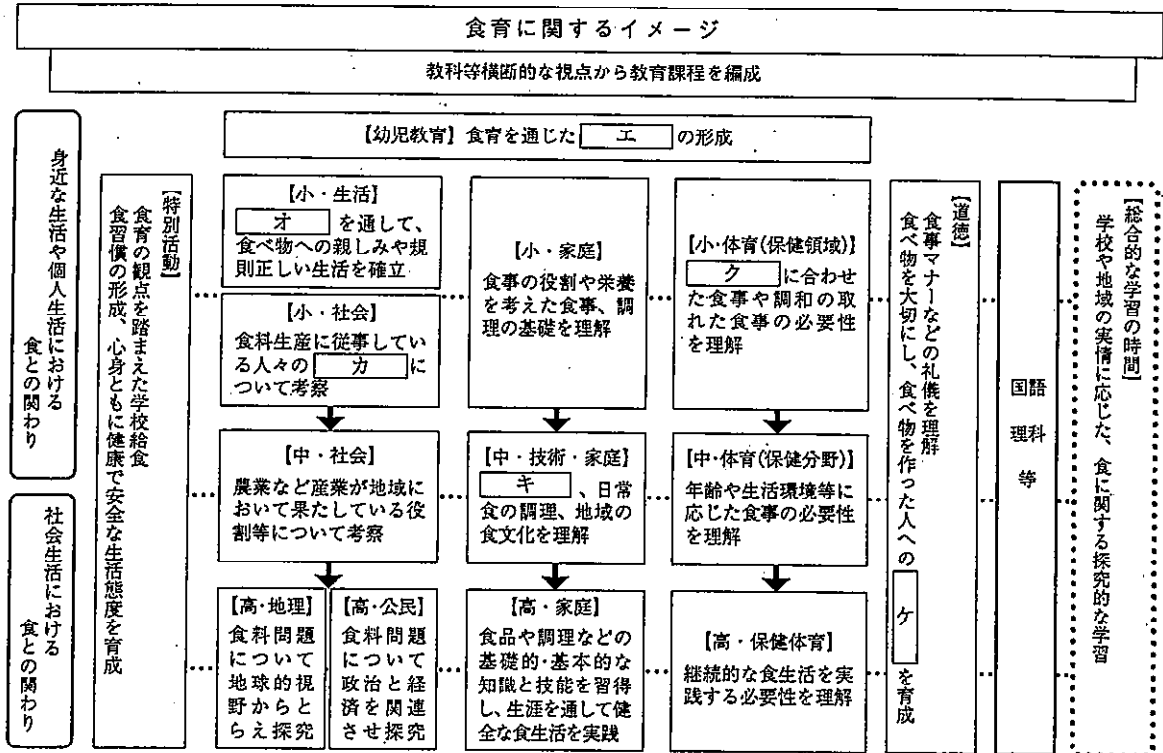 食育に関するイメージ
教科等横断的な視点から教育課程を編成
身近な生活や個人生活における
食との関わり
社会生活における
食との関わり
【特別活動】
食育の観点を踏まえた学校給食
食習慣の形成、心身ともに健康で安全な生活態度を育成
【幼児教育】食育を通じた エ の形成
【小・生活】
オ を通して、
食べ物への親しみや規
則正しい生活を確立
【小・社会】
食料生産に従事してい
る人々の カ に
ついて考察
【中・社会】
農業など産業が地域に
おいて果たしている役
割等について考察
【高・地理】
食料問題
について
地球的視
野からと
らえ探究
【高・公民】
食料問題
について
政治と経
済を関連
させ探究
【小・家庭】
食事の役割や栄養
を考えた食事、調
理の基礎を理解
【中・技術・家庭】
キ 、日常
食の調理、地域の
食文化を理解
【高・家庭】
食品や調理などの
基礎的・基本的な
知識と技能を習得
し、生涯を通して健
全な食生活を実践
【小・体育(保健領域)】
ク に合わせ
た食事や調和の取
れた食事の必要性
を理解
【中・体育(保健分野)】
年齢や生活環境等に
応じた食事の必要性
を理解
【高・保健体育】
継続的な食生活を実
践する必要性を理解
【道徳】
食事マナーなどの礼儀を理解
食べ物を大切にし、食べ物を作った人への ケ を育成
国語
理科
等
【総合的な学習の時間】
学校や地域の実情に応じた、食に関する探究的な学習